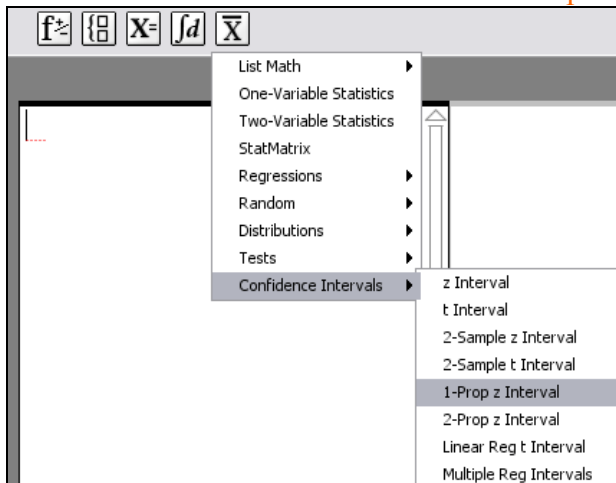 f
X=
∫d
X
List Math
One-Variable Statistics
Two-Variable Statistics
StatMatrix
Regressions
Random
Distributions
Tests
Confidence Intervals
z Interval
t Interval
2-Sample z Interval
2-Sample t Interval
1-Prop z Interval
2-Prop z Interval
Linear Reg t Interval
Multiple Reg Intervals